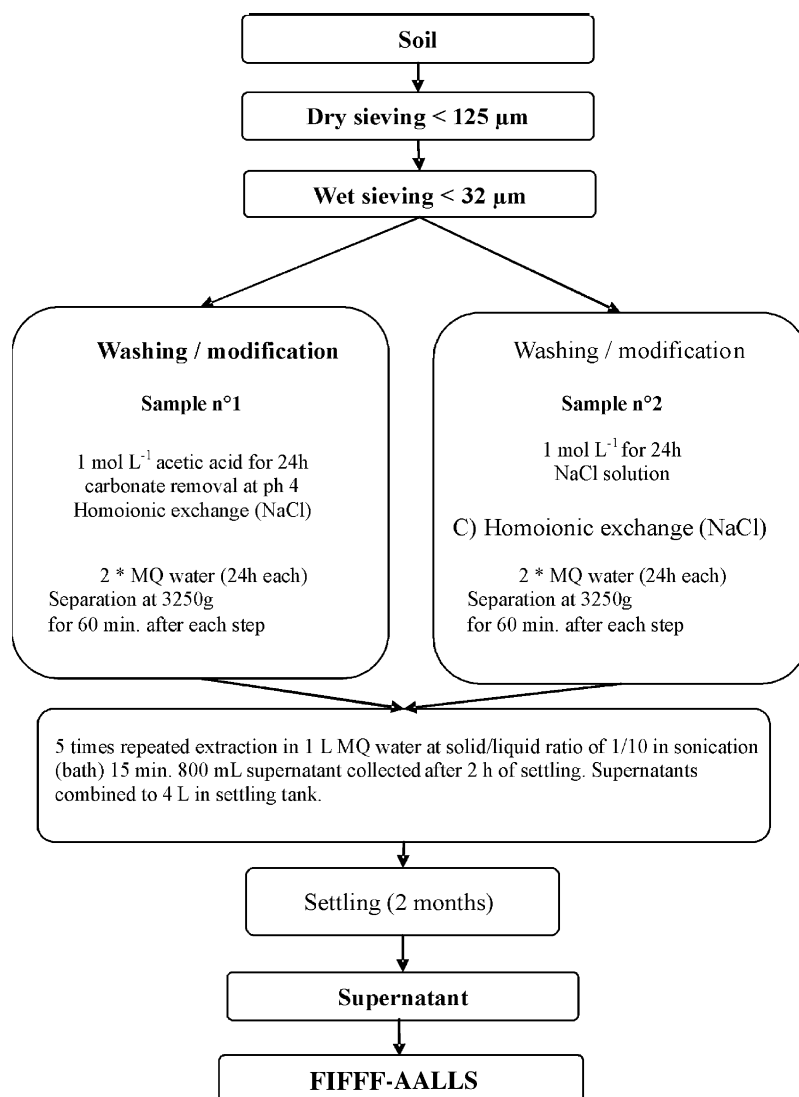 Soil
Dry sieving < 125 µm
Wet sieving < 32 µm
Washing / modification
Sample n°1
1 mol L⁻¹ acetic acid for 24h
carbonate removal at ph 4
Homoionic exchange (NaCl)
2 * MQ water (24h each)
Separation at 3250g
for 60 min. after each step
Washing / modification
Sample n°2
1 mol L⁻¹ for 24h
NaCl solution
C) Homoionic exchange (NaCl)
2 * MQ water (24h each)
Separation at 3250g
for 60 min. after each step
5 times repeated extraction in 1 L MQ water at solid/liquid ratio of 1/10 in sonication
(bath) 15 min. 800 mL supernatant collected after 2 h of settling. Supernatants
combined to 4 L in settling tank.
Settling (2 months)
Supernatant
FIFFF-AALLS